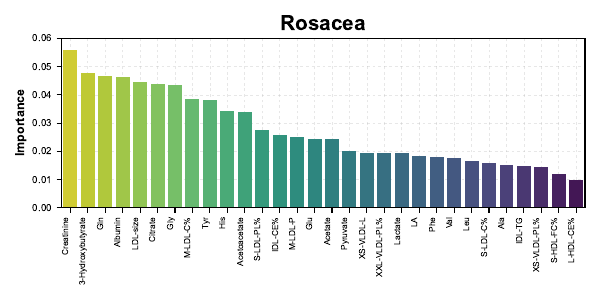 Rosacea
Importance
0.06
0.05
0.04
0.03
0.02
0.01
0.00
Creatinine
3-Hydroxybutyrate
Gln
Albumin
LDL-size
Citrate
Gly
M-LDL-C%
Tyr
His
Acetoacetate
S-LDL-PL%
IDL-CE%
M-LDL-P
Glu
Acetate
Pyruvate
XS-VLDL-L
XXL-VLDL-PL%
Lactate
LA
Phe
Val
Leu
S-LDL-C%
Ala
IDL-TG
XS-VLDL-PL%
S-HDL-FC%
L-HDL-CE%